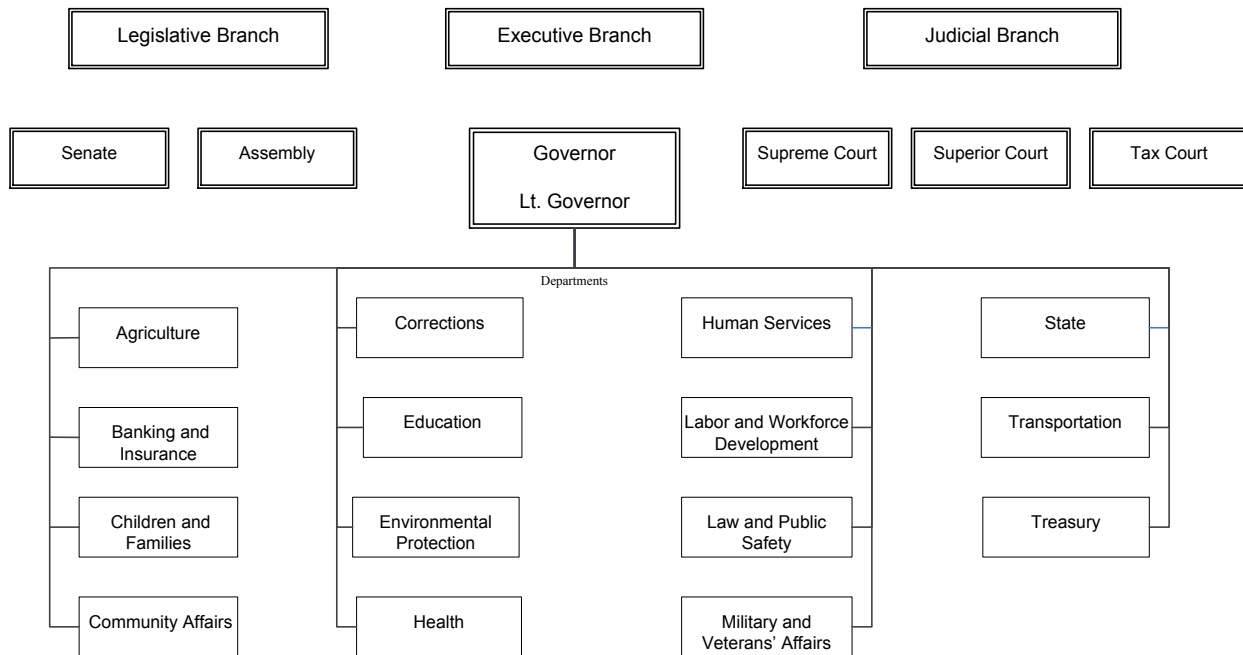 Legislative Branch
Executive Branch
Judicial Branch
Senate
Assembly
Governor
Lt. Governor
Supreme Court
Superior Court
Tax Court
Departments
Agriculture
Banking and
Insurance
Children and
Families
Community Affairs
Corrections
Education
Environmental
Protection
Health
Human Services
Labor and Workforce
Development
Law and Public
Safety
Military and
Veterans’ Affairs
State
Transportation
Treasury